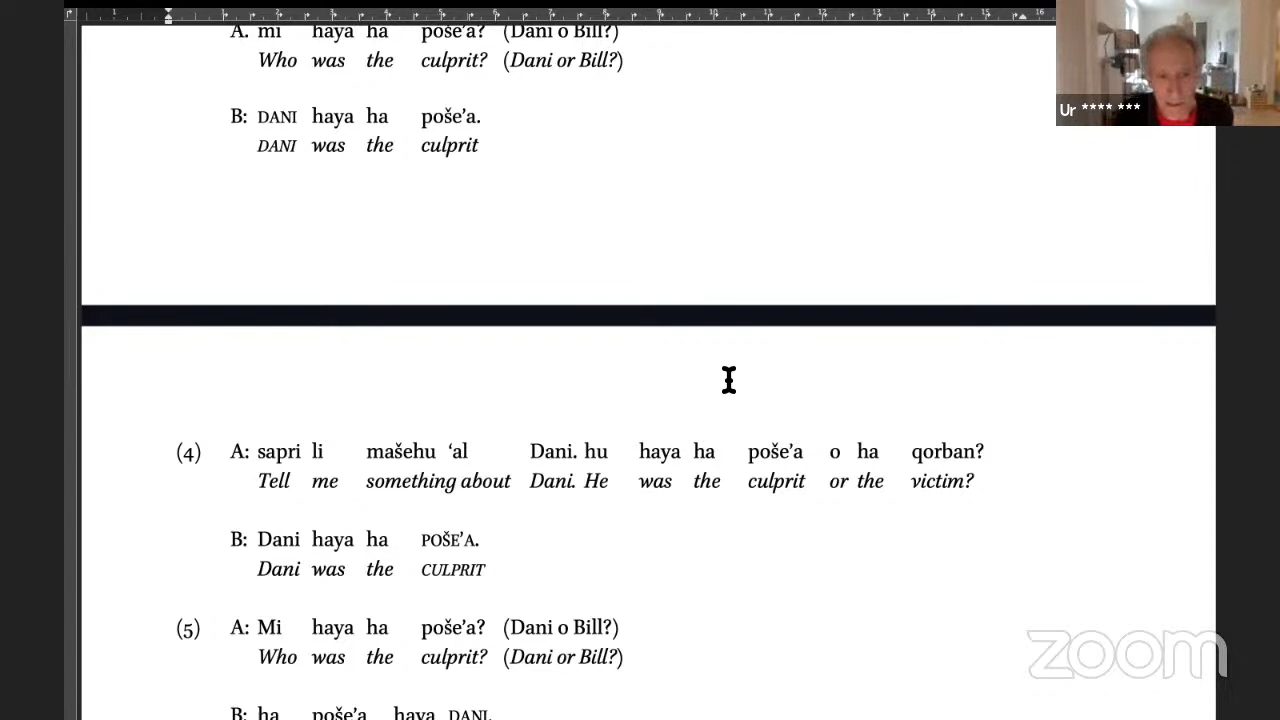 A. mi haya ha poše'a? (Dani o Bill?)
Who was the culprit? (Dani or Bill?)
B: DANI haya ha poše'a.
DANI was the culprit
Ur **** ***
(4) A: sapri li mašehu ‘al Dani. hu haya ha poše'a o ha qorban?
Tell me something about Dani. He was the culprit or the victim?
B: Dani haya ha POŠE'A.
Dani was the CULPRIT
(5) A: Mi haya ha poše'a? (Dani o Bill?)
Who was the culprit? (Dani or Bill?)
B: ha poše'a haya DANI.
zoom